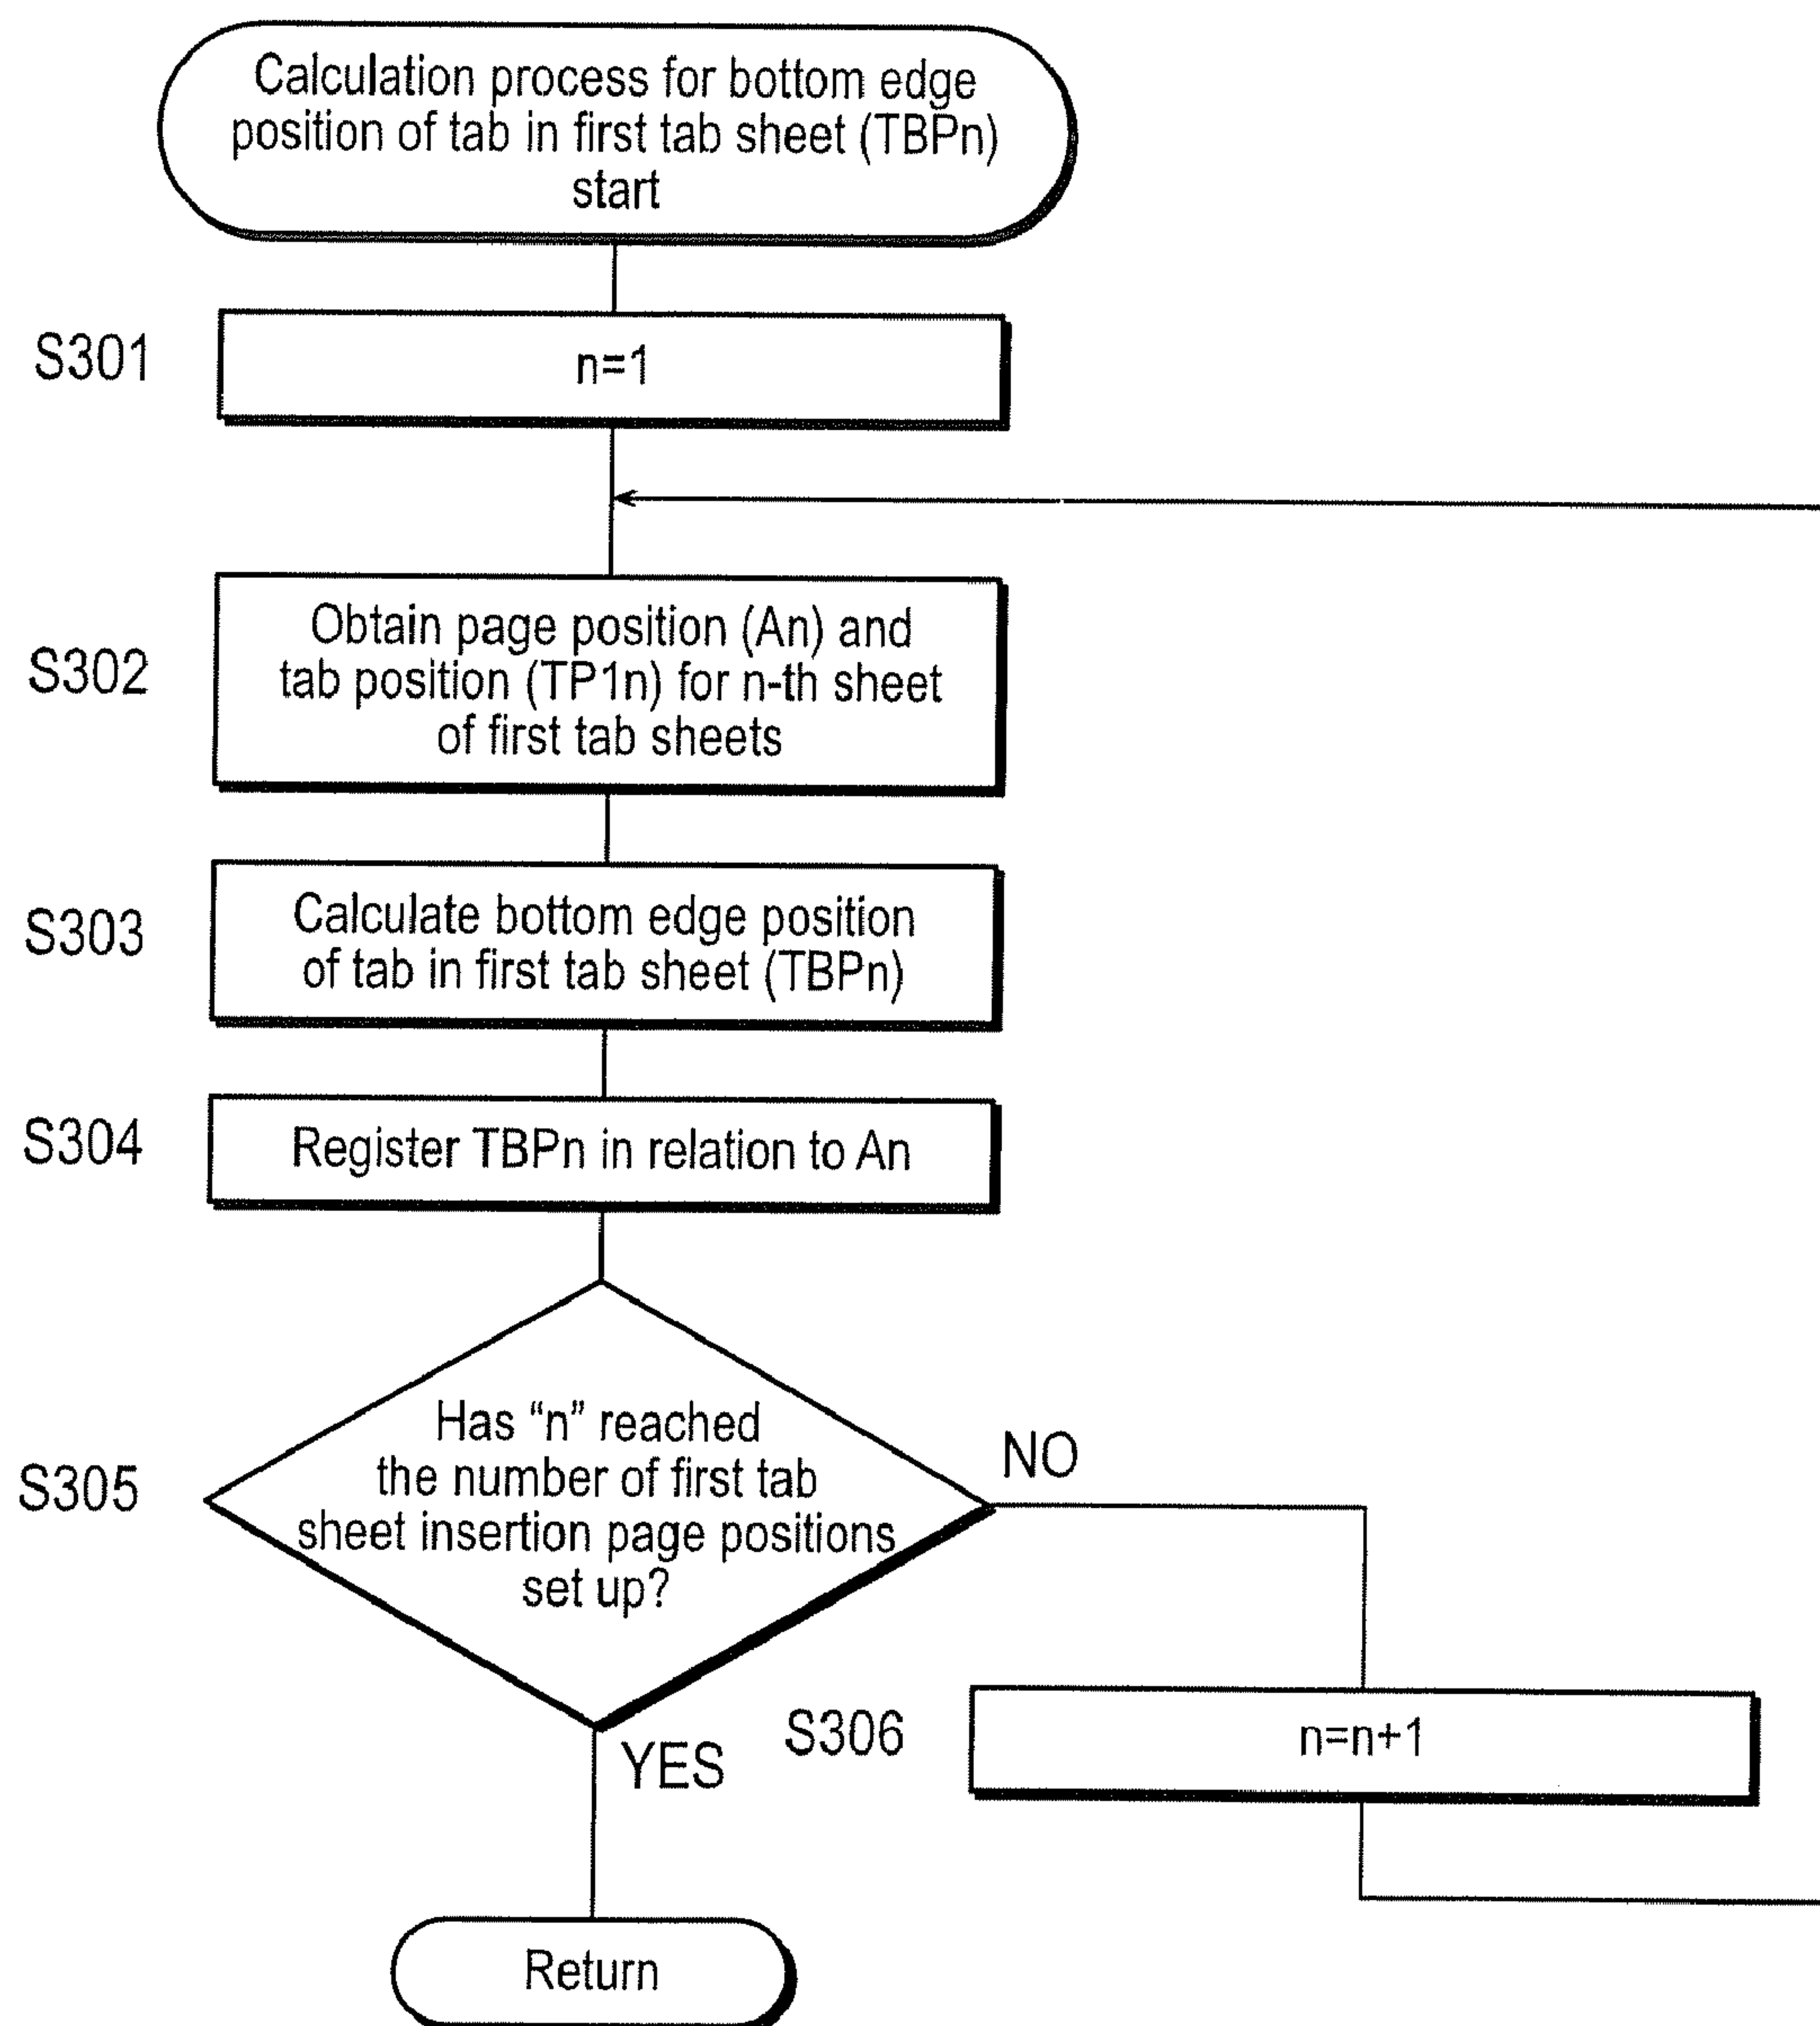 Calculation process for bottom edge
position of tab in first tab sheet (TBPn)
start
S301
n=1
S302
Obtain page position (An) and
tab position (TP1n) for n-th sheet
of first tab sheets
S303
Calculate bottom edge position
of tab in first tab sheet (TBPn)
S304
Register TBPn in relation to An
S305
Has “n” reached
the number of first tab
sheet insertion page positions
set up?
NO
YES
S306
n=n+1
Return